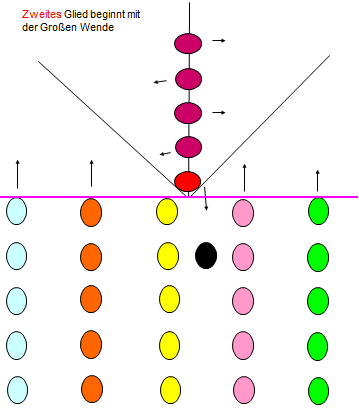 Zweites Glied beginnt mit
der Großen Wende